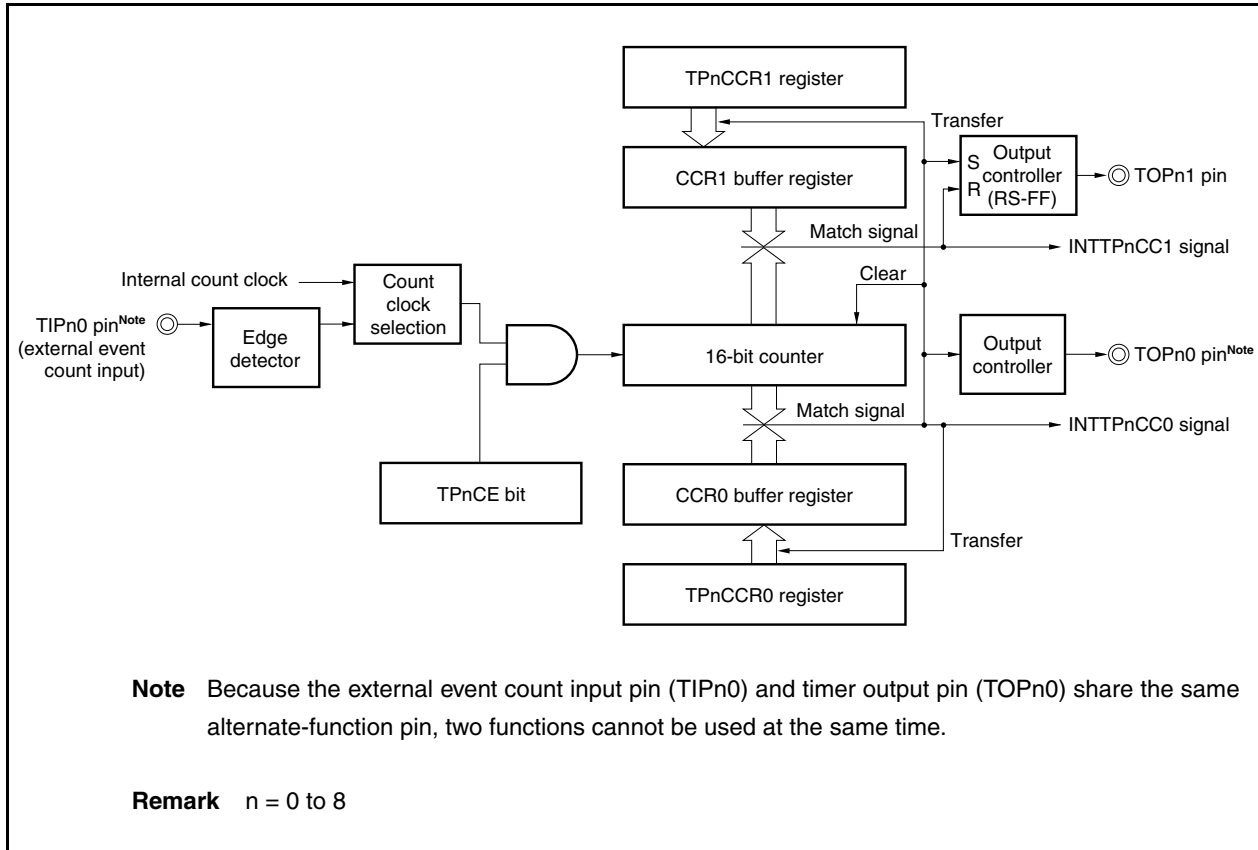 TPnCCR1 register
Transfer
CCR1 buffer register
S
R
Output
controller
(RS-FF)
TOPn1 pin
Match signal
INTTPnCC1 signal
Internal count clock
Count
clock
selection
Clear
TIPn0 pinNote
(external event
count input)
Edge
detector
16-bit counter
Output
controller
TOPn0 pinNote
Match signal
INTTPnCC0 signal
TPnCE bit
CCR0 buffer register
Transfer
TPnCCR0 register
Note Because the external event count input pin (TIPn0) and timer output pin (TOPn0) share the same
alternate-function pin, two functions cannot be used at the same time.
Remark n = 0 to 8